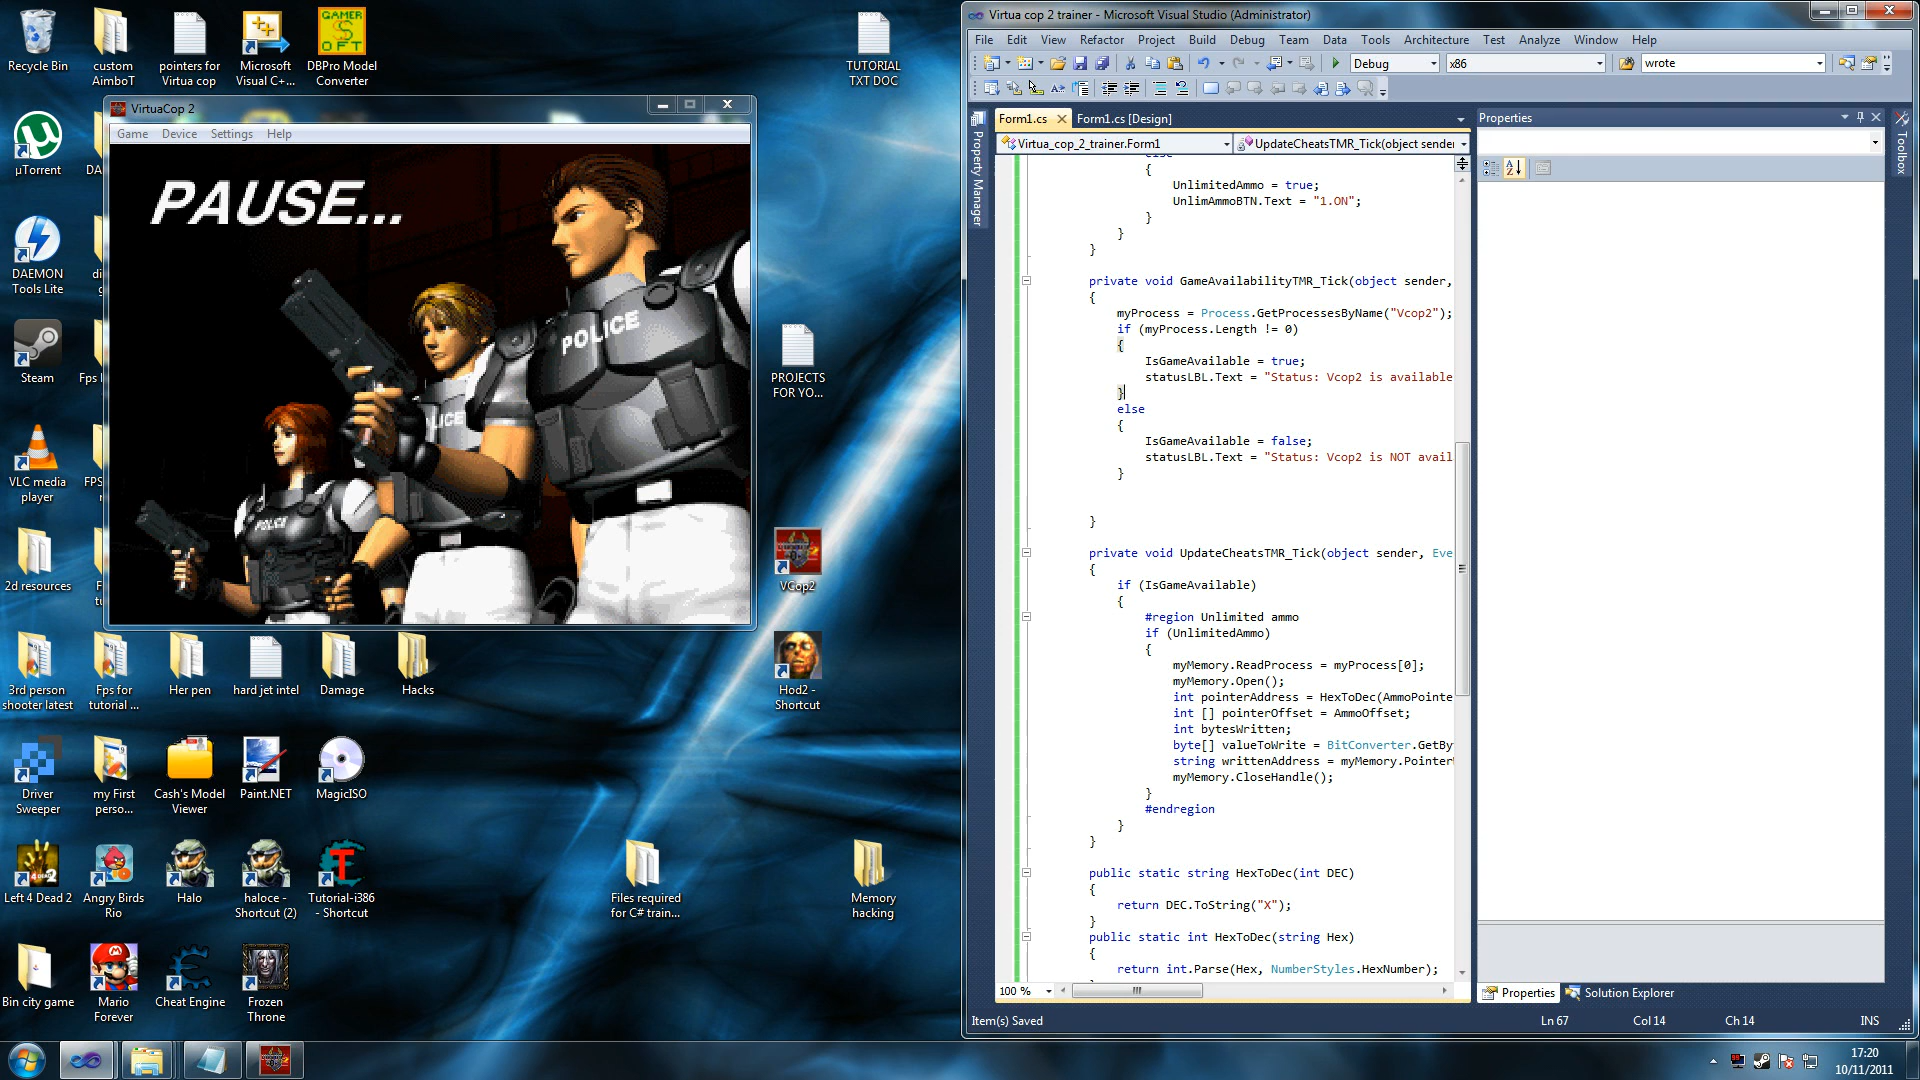 Recycle Bin
custom AimboT
pointers for Virtua cop
Microsoft Visual C+...
GAMER
$
OFT
DBPro Model Converter
TUTORIAL TXT DOC
VirtuaCop 2
Game Device Settings Help
PAUSE...
POLICE
POLICE
µTorrent
DA
DAEMON Tools Lite
di
Steam
Fps
VLC media player
FPS
2d resources
F
PROJECTS FOR YO...
VCop2
3rd person shooter latest
Fps for tutorial ...
Her pen
hard jet intel
Damage
Hacks
Hod2 - Shortcut
Driver Sweeper
my First perso...
Cash's Model Viewer
Paint.NET
MagicISO
Left 4 Dead 2
Angry Birds Rio
Halo
haloce - Shortcut (2)
Tutorial-i386 - Shortcut
Files required for C# train...
Memory hacking
Bin city game
Mario Forever
Cheat Engine
Frozen Throne
Virtua cop 2 trainer - Microsoft Visual Studio (Administrator)
File Edit View Refactor Project Build Debug Team Data Tools Architecture Test Analyze Window Help
Debug x86 wrote
Form1.cs Form1.cs [Design]
Virtua_cop_2_trainer.Form1 UpdateCheatsTMR_Tick(object sender
Property Manager
else
{
UnlimitedAmmo = true;
UnlimAmmoBTN.Text = "1.ON";
}
}
}
private void GameAvailabilityTMR_Tick(object sender,
{
myProcess = Process.GetProcessesByName("Vcop2");
if (myProcess.Length != 0)
{
IsGameAvailable = true;
statusLBL.Text = "Status: Vcop2 is available
}
else
{
IsGameAvailable = false;
statusLBL.Text = "Status: Vcop2 is NOT avail
}
}
private void UpdateCheatsTMR_Tick(object sender, Eve
{
if (IsGameAvailable)
{
#region Unlimited ammo
if (UnlimitedAmmo)
{
myMemory.ReadProcess = myProcess[0];
myMemory.Open();
int pointerAddress = HexToDec(AmmoPointe
int [] pointerOffset = AmmoOffset;
int bytesWritten;
byte[] valueToWrite = BitConverter.GetBy
string writtenAddress = myMemory.Pointer
myMemory.CloseHandle();
}
#endregion
}
}
public static string HexToDec(int DEC)
{
return DEC.ToString("X");
}
public static int HexToDec(string Hex)
{
return int.Parse(Hex, NumberStyles.HexNumber);
100 %
Properties
Toolbox
Properties Solution Explorer
Item(s) Saved Ln 67 Col 14 Ch 14 INS
17:20
10/11/2011